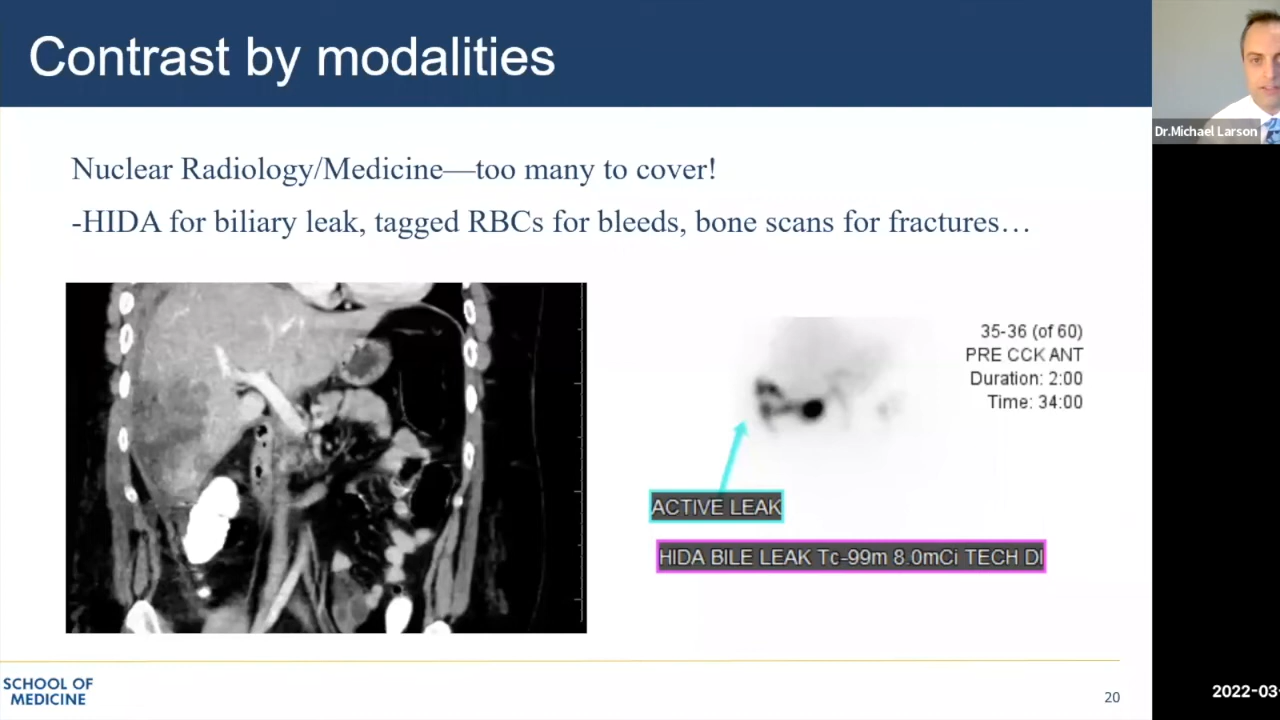 Contrast by modalities
Dr.Michael Larson
Nuclear Radiology/Medicine—too many to cover!
-HIDA for biliary leak, tagged RBCs for bleeds, bone scans for fractures…
35-36 (of 60)
PRE CCK ANT
Duration: 2:00
Time: 34:00
ACTIVE LEAK
HIDA BILE LEAK Tc-99m 8.0mCi TECH DI
SCHOOL OF
MEDICINE
20
2022-03-